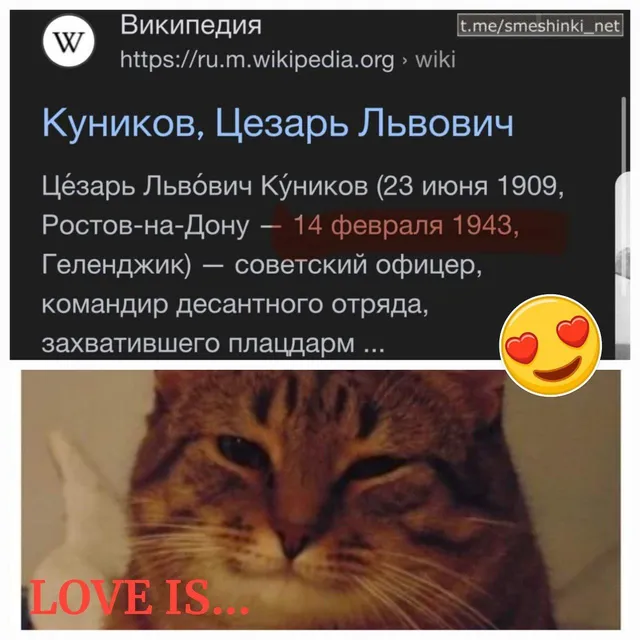 W
Википедия
t.me/smeshinki_net
https://ru.m.wikipedia.org › wiki
Куников, Цезарь Львович
Це́зарь Льво́вич Ку́ников (23 июня 1909,
Ростов-на-Дону — 14 февраля 1943,
Геленджик) — советский офицер,
командир десантного отряда,
захватившего плацдарм ...
LOVE IS...